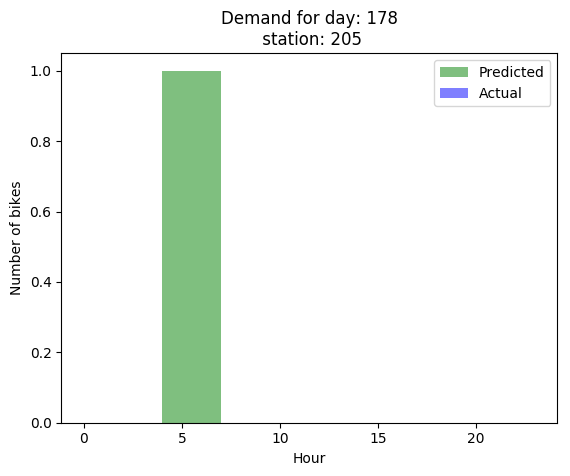 Demand for day: 178
station: 205
Predicted
Actual
Number of bikes
1.0
0.8
0.6
0.4
0.2
0.0
0
5
10
15
20
Hour